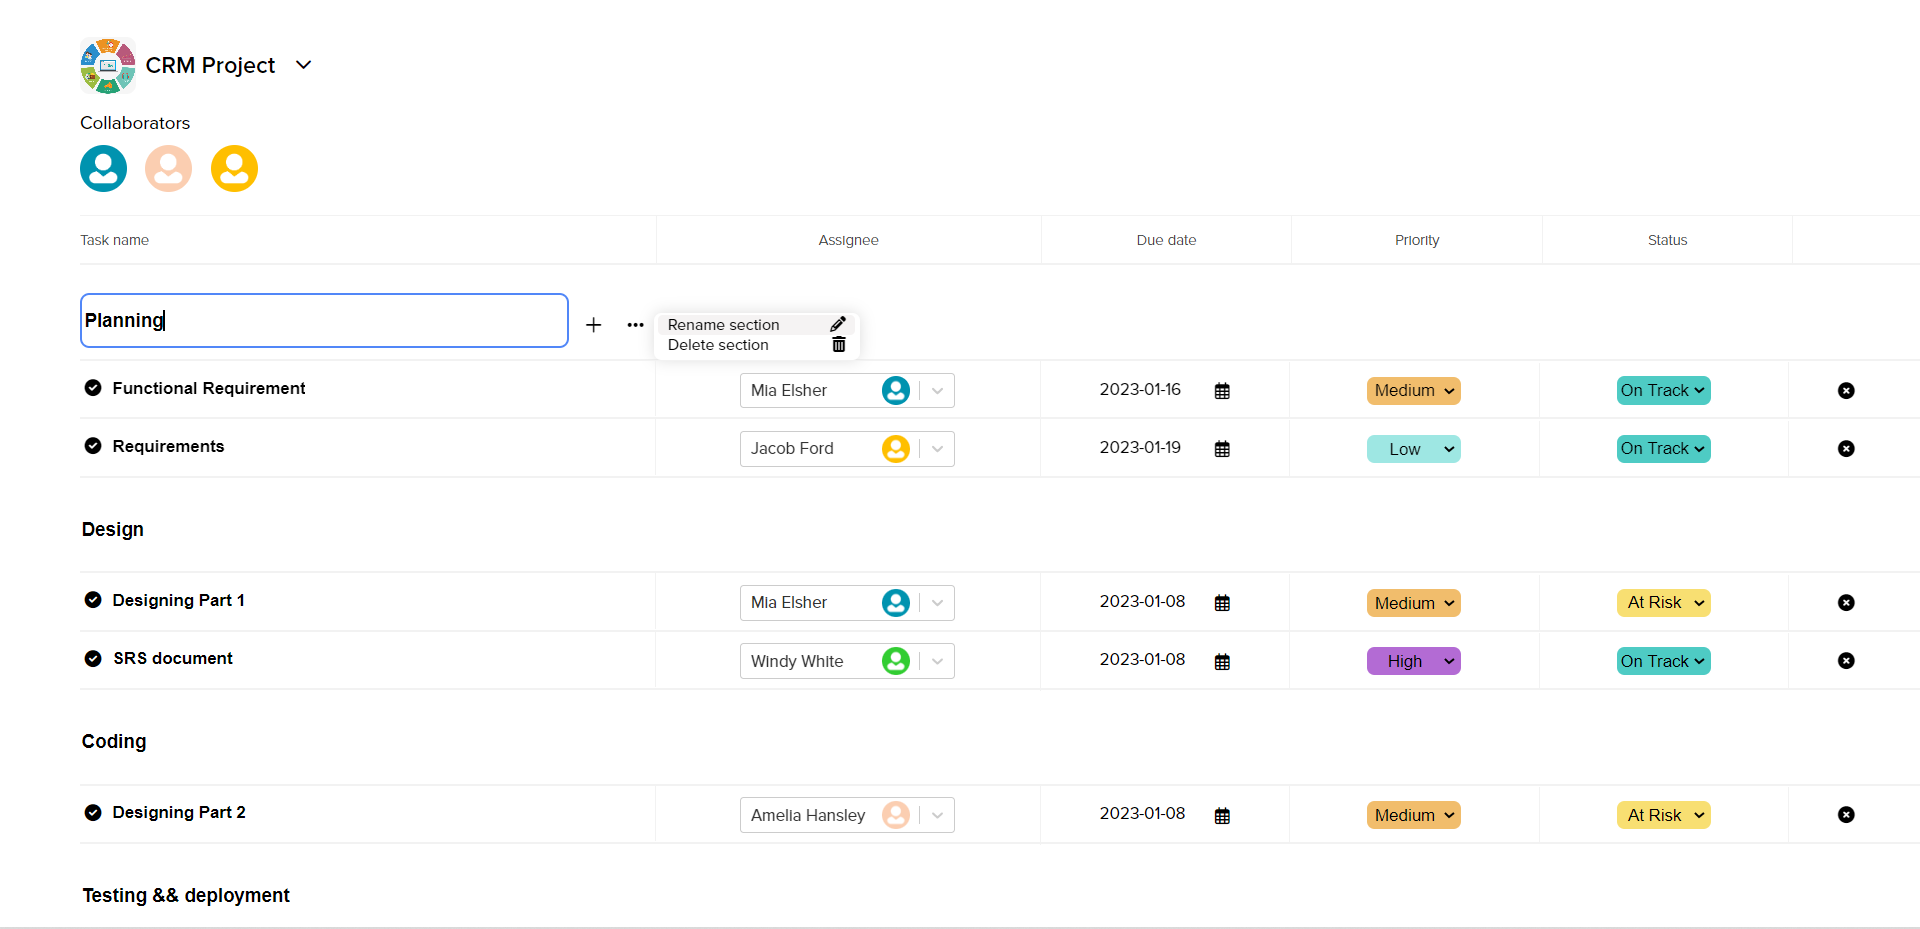 CRM Project
Collaborators
Task name Assignee Due date Priority Status
Planning
Rename section
Delete section
Functional Requirement Mia Elsher 2023-01-16 Medium On Track
Requirements Jacob Ford 2023-01-19 Low On Track
Design
Designing Part 1 Mia Elsher 2023-01-08 Medium At Risk
SRS document Windy White 2023-01-08 High On Track
Coding
Designing Part 2 Amelia Hansley 2023-01-08 Medium At Risk
Testing && deployment